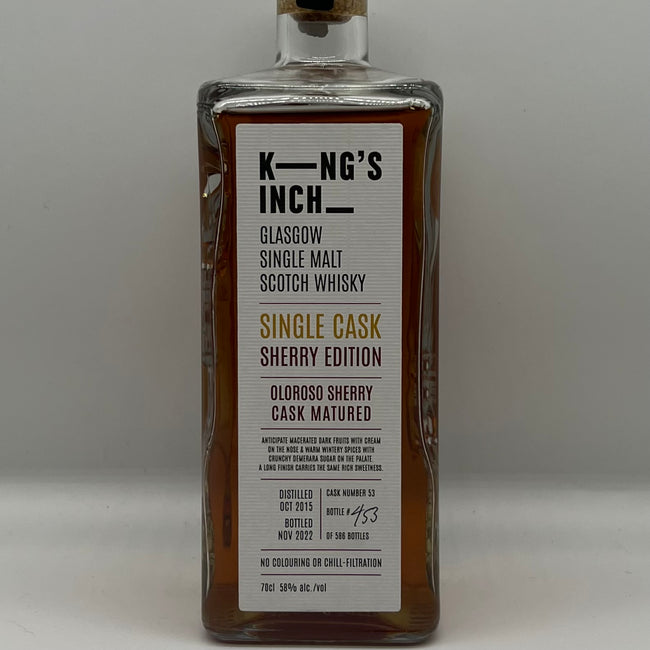 K—NG'S
INCH_
GLASGOW
SINGLE MALT
SCOTCH WHISKY
SINGLE CASK
SHERRY EDITION
OLOROSO SHERRY
CASK MATURED
ANTICIPATE MACERATED DARK FRUITS WITH CREAM
ON THE NOSE & WARM WINTERY SPICES WITH
CRUNCHY DEMERARA SUGAR ON THE PALATE.
A LONG FINISH CARRIES THE SAME RICH SWEETNESS.
DISTILLED
OCT 2015
BOTTLED
NOV 2022
CASK NUMBER 53
BOTTLE # 453
OF 586 BOTTLES
NO COLOURING OR CHILL-FILTRATION
70cl 58% alc./vol